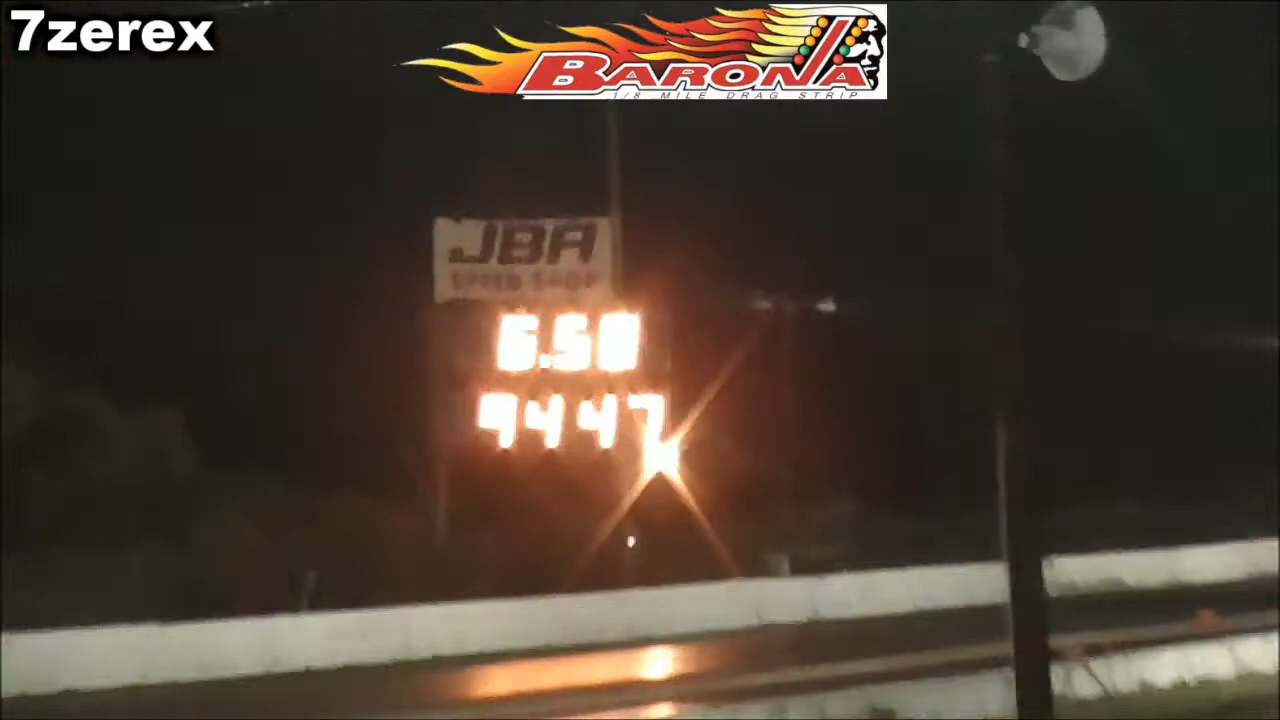 7zerex
BARONA
1/8 MILE DRAG STRIP
JBA
SPEED SHOP
6.50
94.47